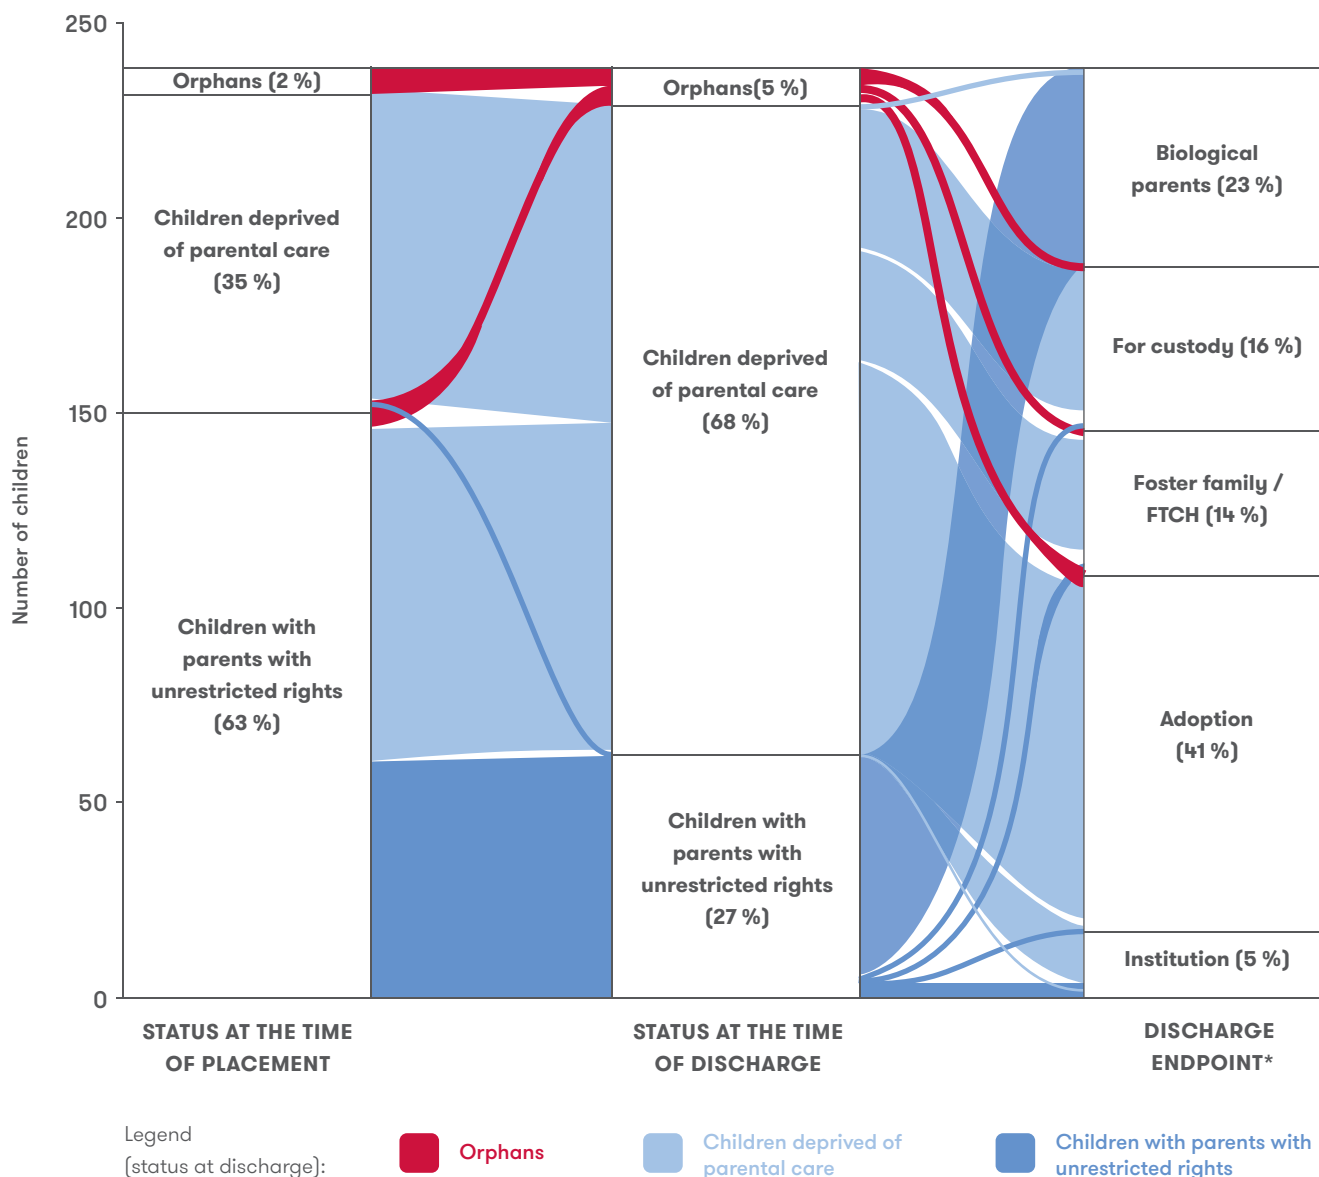 250
200
150
100
50
0
Number of children
Orphans (2 %)
Children deprived
of parental care
(35 %)
Children with
parents with
unrestricted rights
(63 %)
Orphans(5 %)
Children deprived
of parental care
(68 %)
Children with
parents with
unrestricted rights
(27 %)
Biological
parents (23 %)
For custody (16 %)
Foster family /
FTCH (14 %)
Adoption
(41 %)
Institution (5 %)
STATUS AT THE TIME
OF PLACEMENT
STATUS AT THE TIME
OF DISCHARGE
DISCHARGE
ENDPOINT*
Legend
(status at discharge):
Orphans
Children deprived of
parental care
Children with parents with
unrestricted rights